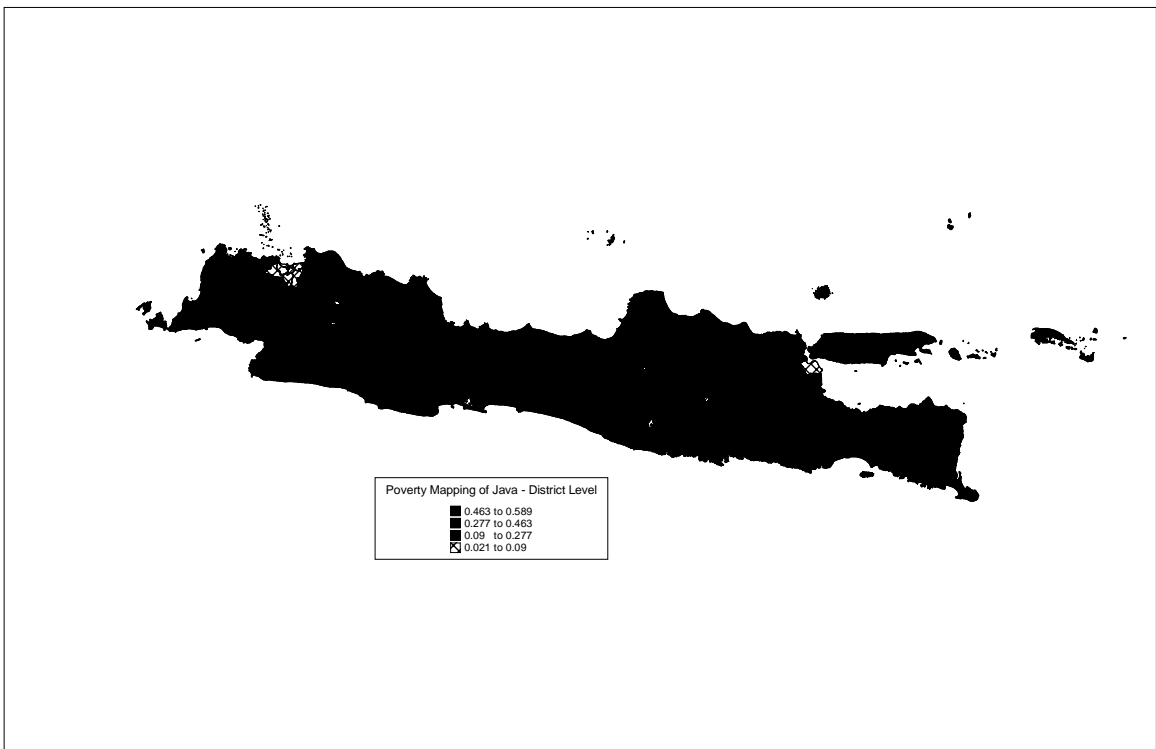 Poverty Mapping of Java - District Level
0.463 to 0.589
0.277 to 0.463
0.09 to 0.277
0.021 to 0.09